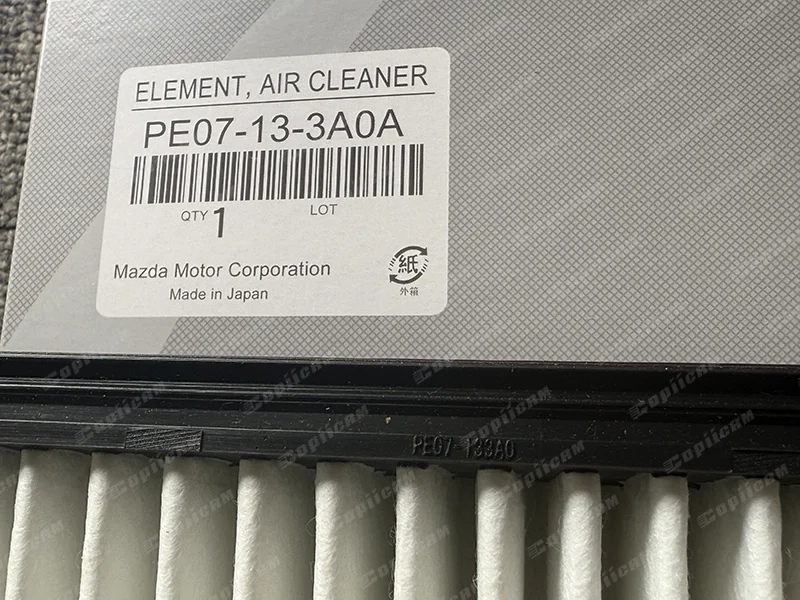 ELEMENT, AIR CLEANER
PE07-13-3A0A
QTY 1 LOT
Mazda Motor Corporation
Made in Japan
紙
外箱
PE07-133A0
Copiicam